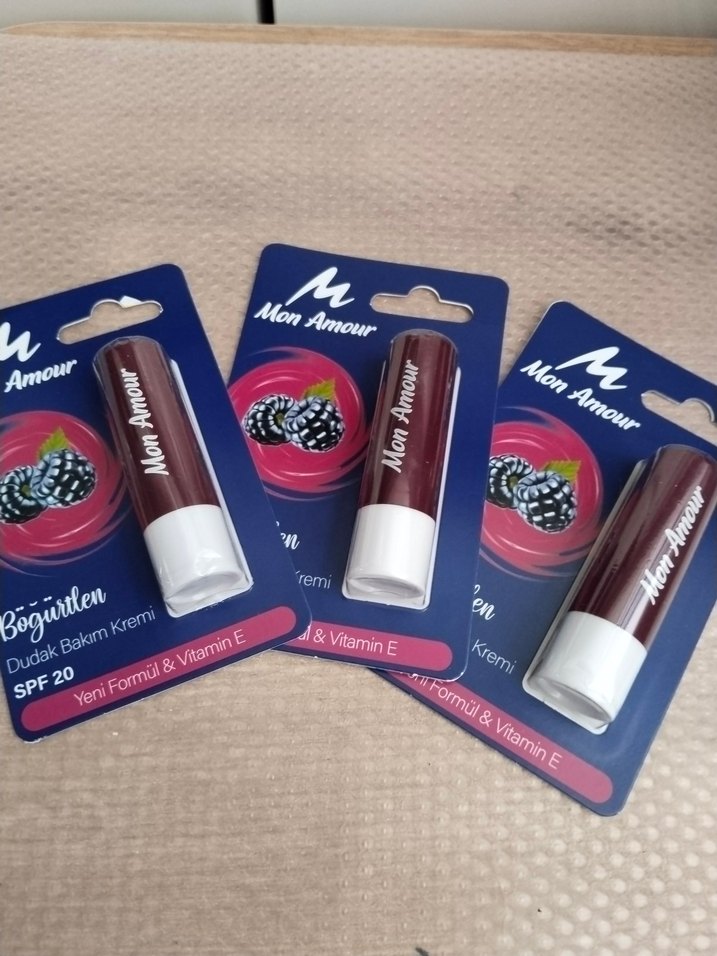 Amour
Mon Amour
Böğürtlen
Dudak Bakım Kremi
SPF 20
Yeni Formül & Vitamin E
Mon Amour
Mon Amour
Kremi
& Vitamin E
Mon Amour
Mon Amour
Kremi
Formül & Vitamin E